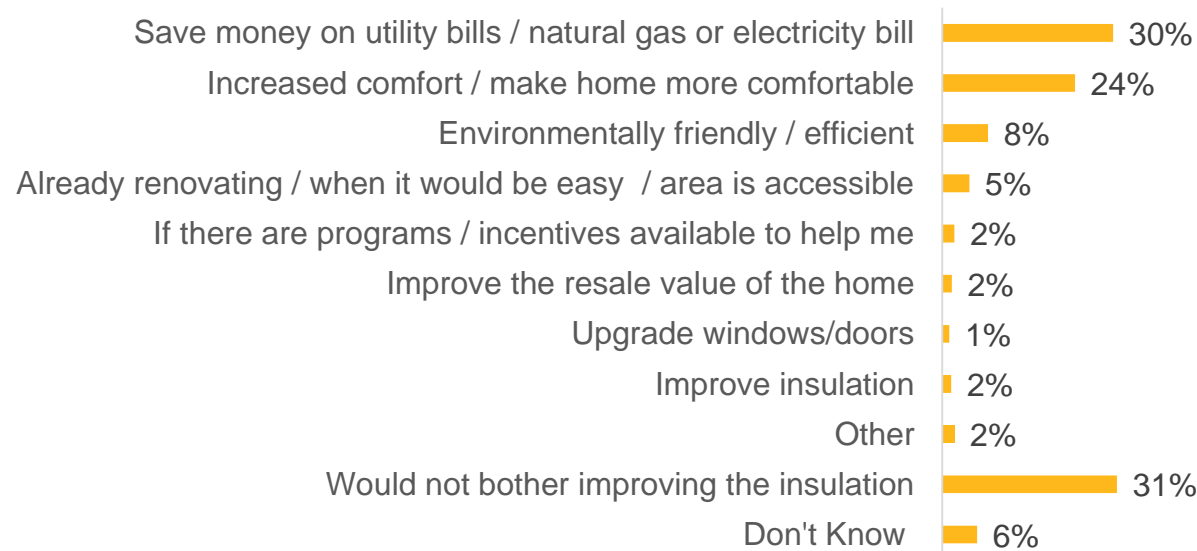 Save money on utility bills / natural gas or electricity bill 30%
Increased comfort / make home more comfortable 24%
Environmentally friendly / efficient 8%
Already renovating / when it would be easy  / area is accessible 5%
If there are programs / incentives available to help me 2%
Improve the resale value of the home 2%
Upgrade windows/doors 1%
Improve insulation 2%
Other 2%
Would not bother improving the insulation 31%
Don't Know 6%